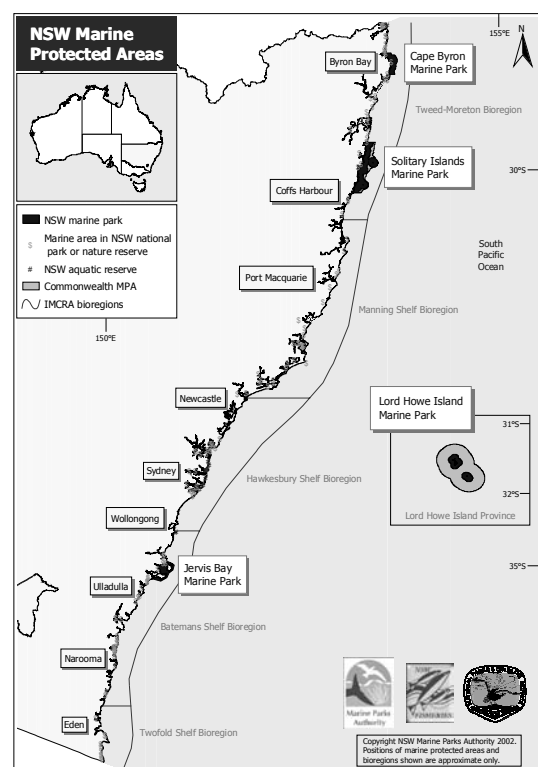 NSW Marine
Protected Areas
155°E
N
Byron Bay
Cape Byron
Marine Park
Tweed-Moreton Bioregion
Solitary Islands
Marine Park
30°S
Coffs Harbour
NSW marine park
$ Marine area in NSW national
park or nature reserve
# NSW aquatic reserve
Commonwealth MPA
IMCRA bioregions
South
Pacific
Ocean
Port Macquarie
150°E
Manning Shelf Bioregion
Newcastle
Lord Howe Island
Marine Park
31°S
Sydney
Hawkesbury Shelf Bioregion
32°S
Lord Howe Island Province
Wollongong
Jervis Bay
Marine Park
35°S
Ulladulla
Batemans Shelf Bioregion
Narooma
Marine Parks
Authority
NSW
FISHERIES
Eden
Twofold Shelf Bioregion
Copyright NSW Marine Parks Authority 2002.
Positions of marine protected areas and
bioregions shown are approximate only.